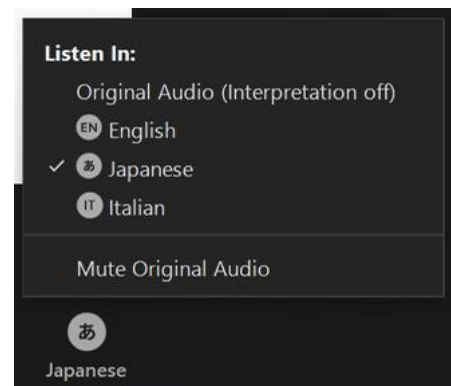 Listen In:
Original Audio (Interpretation off)
EN English
あ Japanese
IT Italian
Mute Original Audio
あ
Japanese